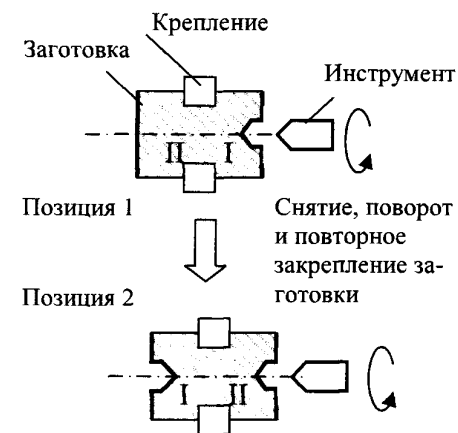 Крепление
Заготовка
Инструмент
II I
Позиция 1
Снятие, поворот
и повторное
закрепление за-
готовки
Позиция 2
I II